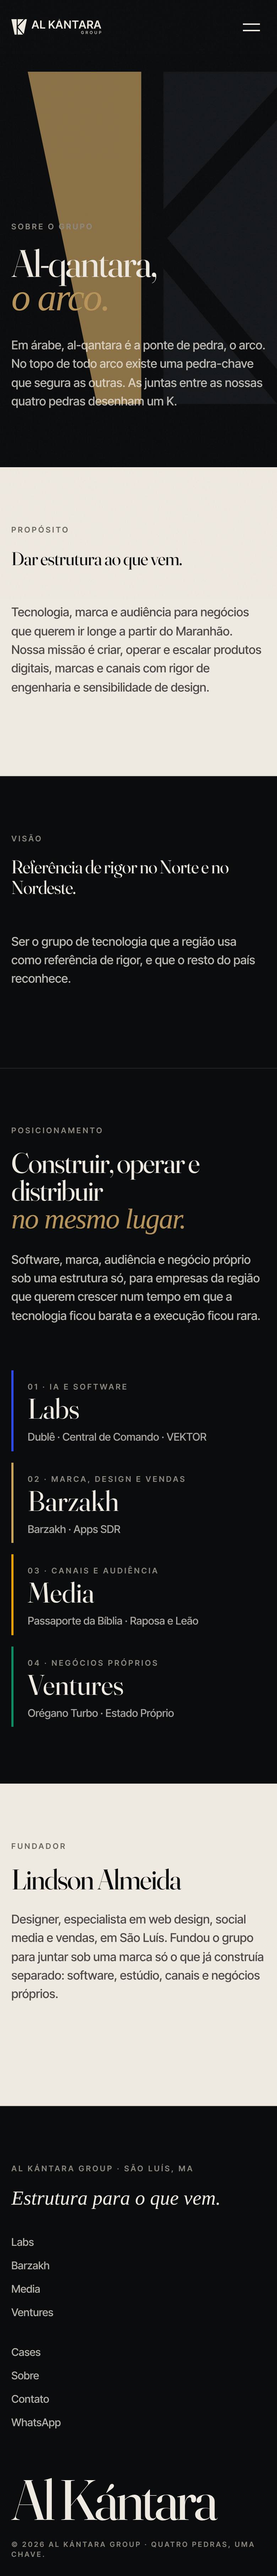 AL KÁNTARA
GROUP
SOBRE O GRUPO
Al-qantara,
o arco.
Em árabe, al-qantara é a ponte de pedra, o arco.
No topo de todo arco existe uma pedra-chave
que segura as outras. As juntas entre as nossas
quatro pedras desenham um K.
PROPÓSITO
Dar estrutura ao que vem.
Tecnologia, marca e audiência para negócios
que querem ir longe a partir do Maranhão.
Nossa missão é criar, operar e escalar produtos
digitais, marcas e canais com rigor de
engenharia e sensibilidade de design.
VISÃO
Referência de rigor no Norte e no
Nordeste.
Ser o grupo de tecnologia que a região usa
como referência de rigor, e que o resto do país
reconhece.
POSICIONAMENTO
Construir, operar e
distribuir
no mesmo lugar.
Software, marca, audiência e negócio próprio
sob uma estrutura só, para empresas da região
que querem crescer num tempo em que a
tecnologia ficou barata e a execução ficou rara.
01 · IA E SOFTWARE
Labs
Dublê · Central de Comando · VEKTOR
02 · MARCA, DESIGN E VENDAS
Barzakh
Barzakh · Apps SDR
03 · CANAIS E AUDIÊNCIA
Media
Passaporte da Bíblia · Raposa e Leão
04 · NEGÓCIOS PRÓPRIOS
Ventures
Orégano Turbo · Estado Próprio
FUNDADOR
Lindson Almeida
Designer, especialista em web design, social
media e vendas, em São Luís. Fundou o grupo
para juntar sob uma marca só o que já construía
separado: software, estúdio, canais e negócios
próprios.
AL KÁNTARA GROUP · SÃO LUÍS, MA
Estrutura para o que vem.
Labs
Barzakh
Media
Ventures
Cases
Sobre
Contato
WhatsApp
Al Kántara
© 2026 AL KÁNTARA GROUP · QUATRO PEDRAS, UMA
CHAVE.